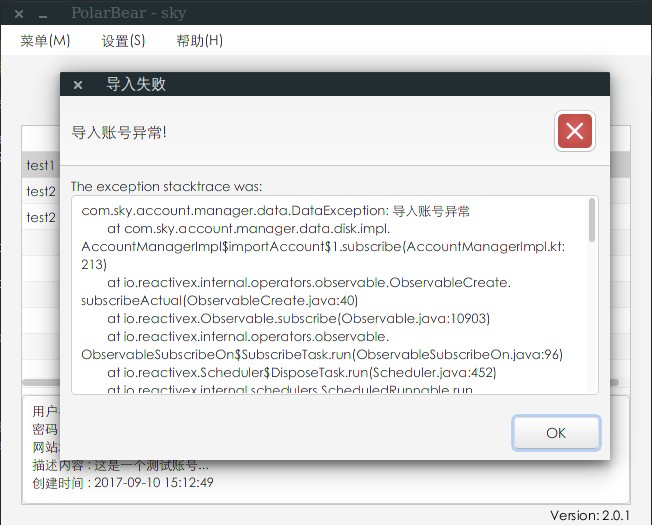 PolarBear - sky
菜单(M) 设置(S) 帮助(H)
导入失败
导入账号异常!
test1
test2
test2
The exception stacktrace was:
com.sky.account.manager.data.DataException: 导入账号异常
at com.sky.account.manager.data.disk.impl.
AccountManagerImpl$importAccount$1.subscribe(AccountManagerImpl.kt:
213)
at io.reactivex.internal.operators.observable.ObservableCreate.
subscribeActual(ObservableCreate.java:40)
at io.reactivex.Observable.subscribe(Observable.java:10903)
at io.reactivex.internal.operators.observable.
ObservableSubscribeOn$SubscribeTask.run(ObservableSubscribeOn.java:96)
at io.reactivex.Scheduler$DisposeTask.run(Scheduler.java:452)
at io.reactivex.internal.schedulers.ScheduledRunnable.run
OK
用户
密码
网站
描述内容 : 这是一个测试账号...
创建时间 : 2017-09-10 15:12:49
Version: 2.0.1